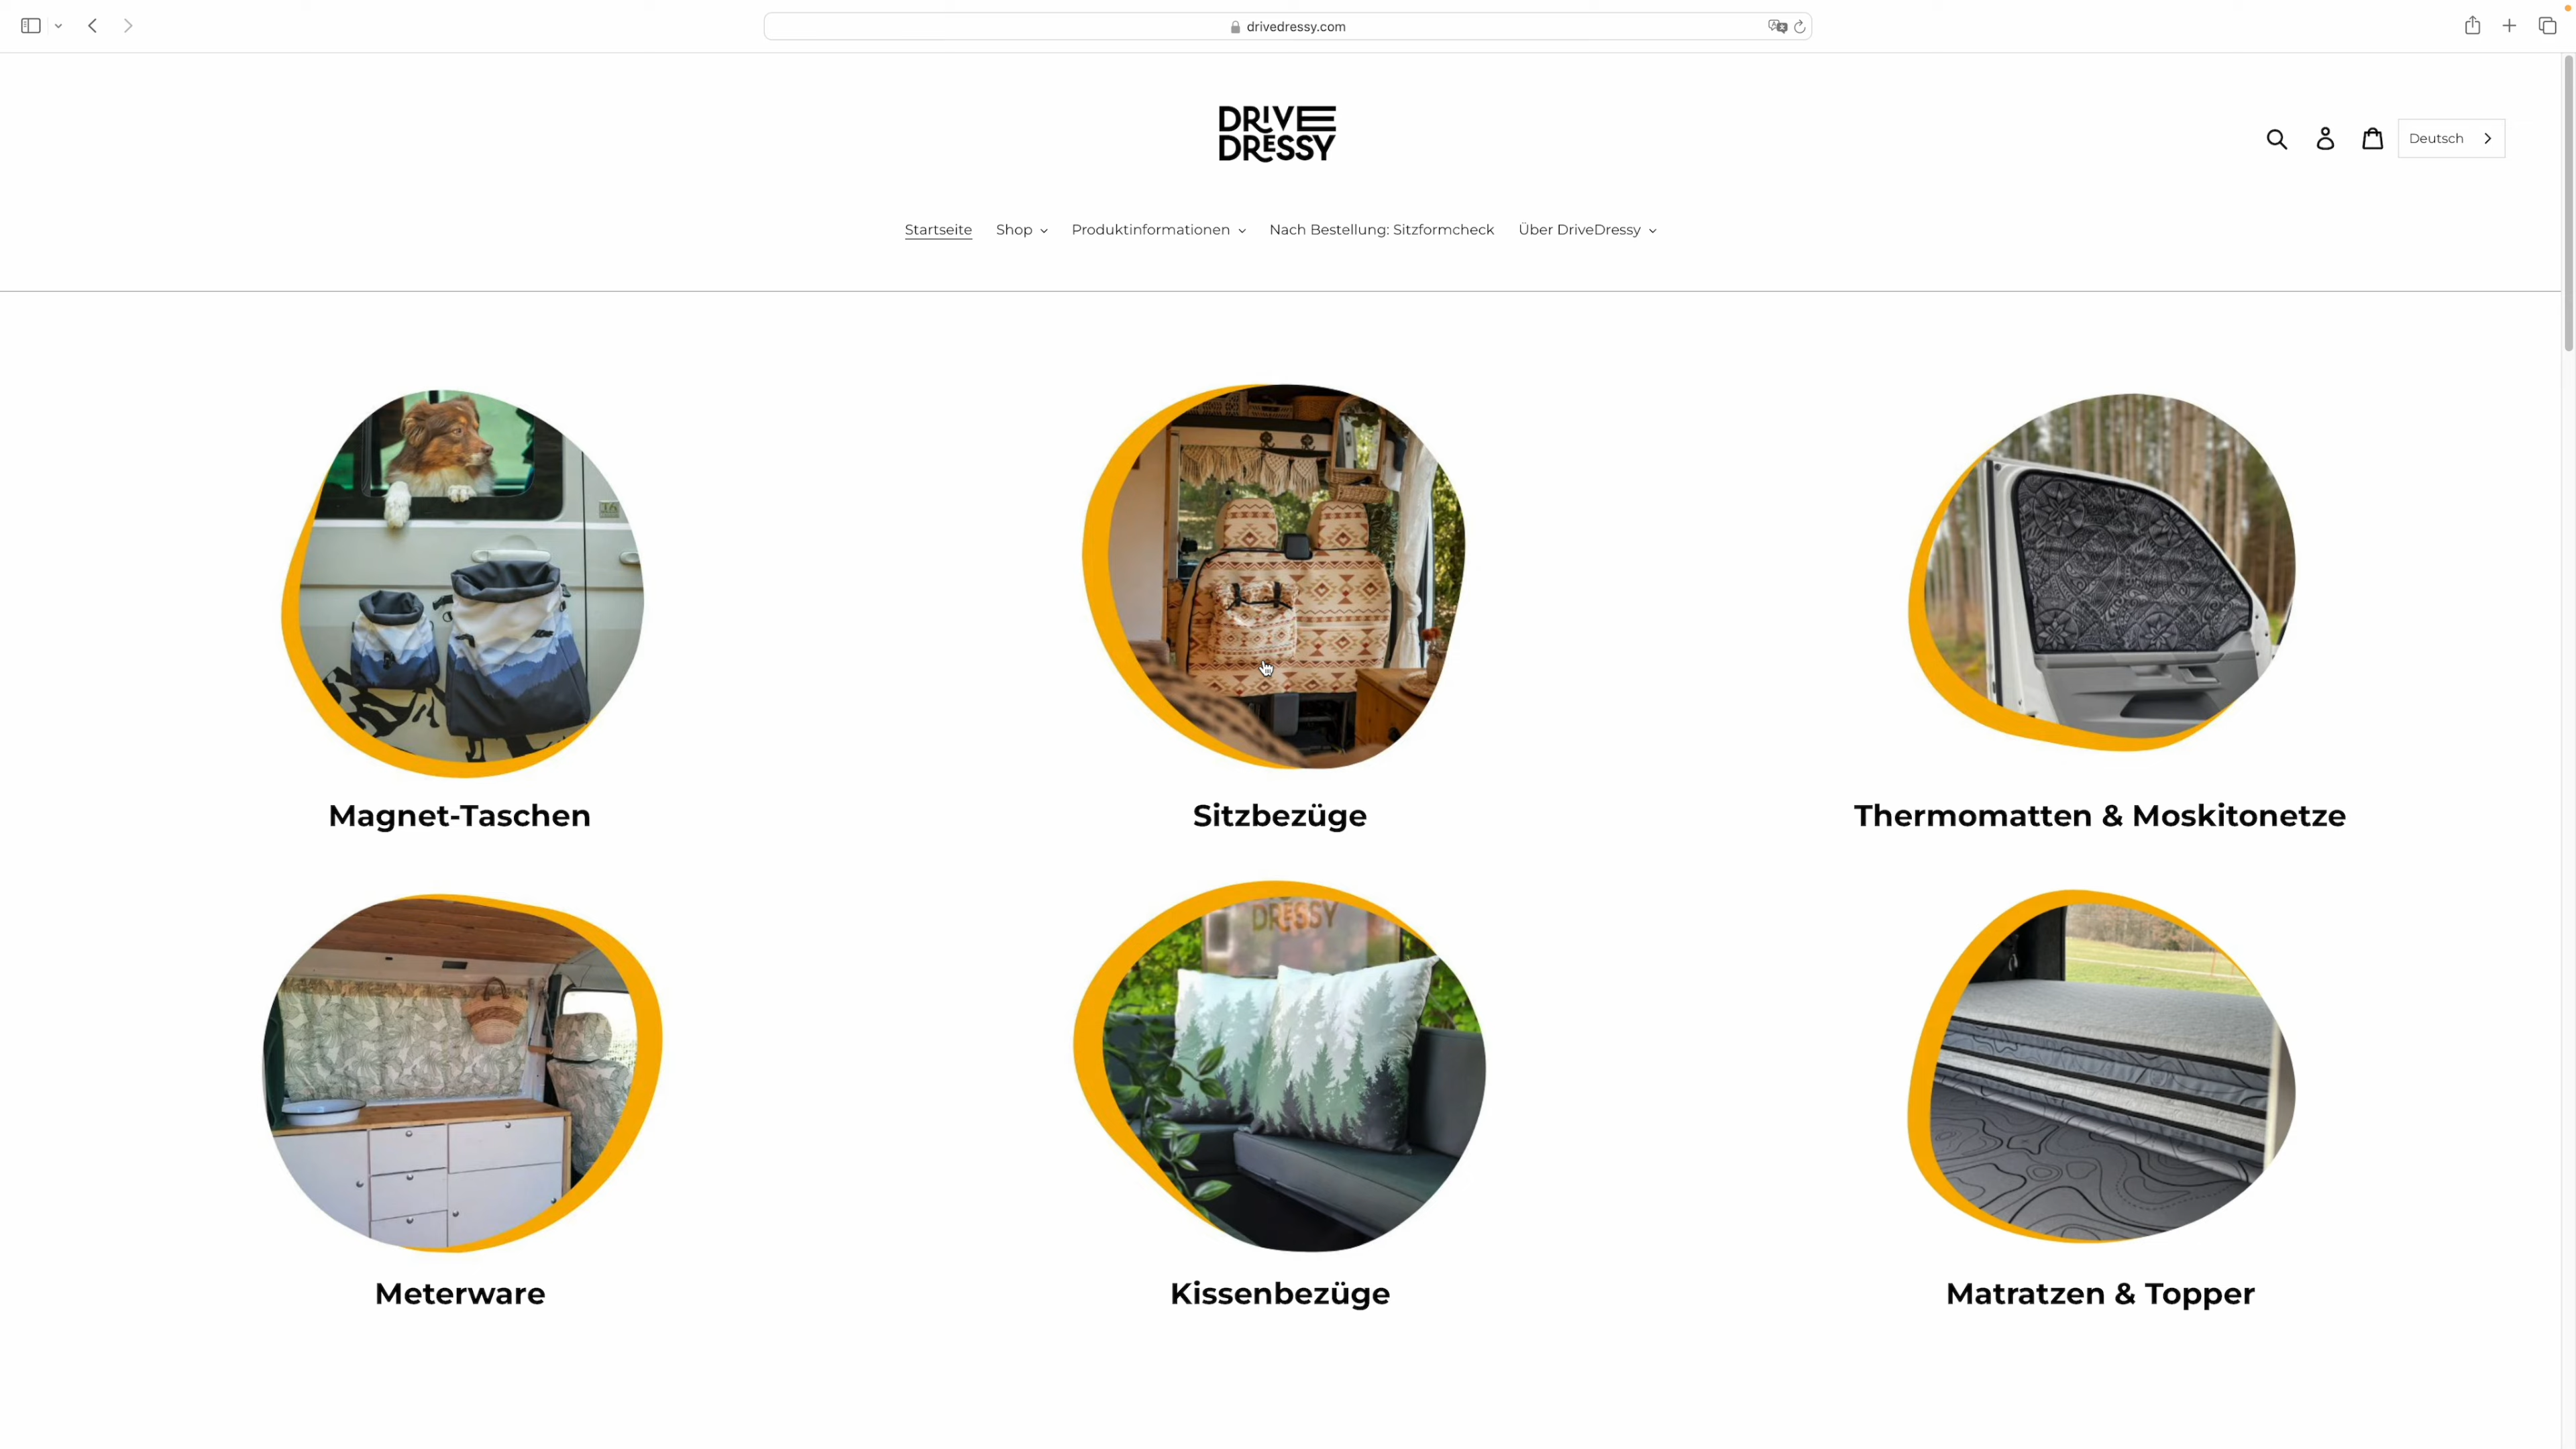 drivedressy.com
DRIVE
DRESSY
Deutsch
Startseite Shop Produktinformationen Nach Bestellung: Sitzformcheck Über DriveDressy
DRESSY
Magnet-Taschen Sitzbezüge Thermomatten & Moskitonetze
Meterware Kissenbezüge Matratzen & Topper